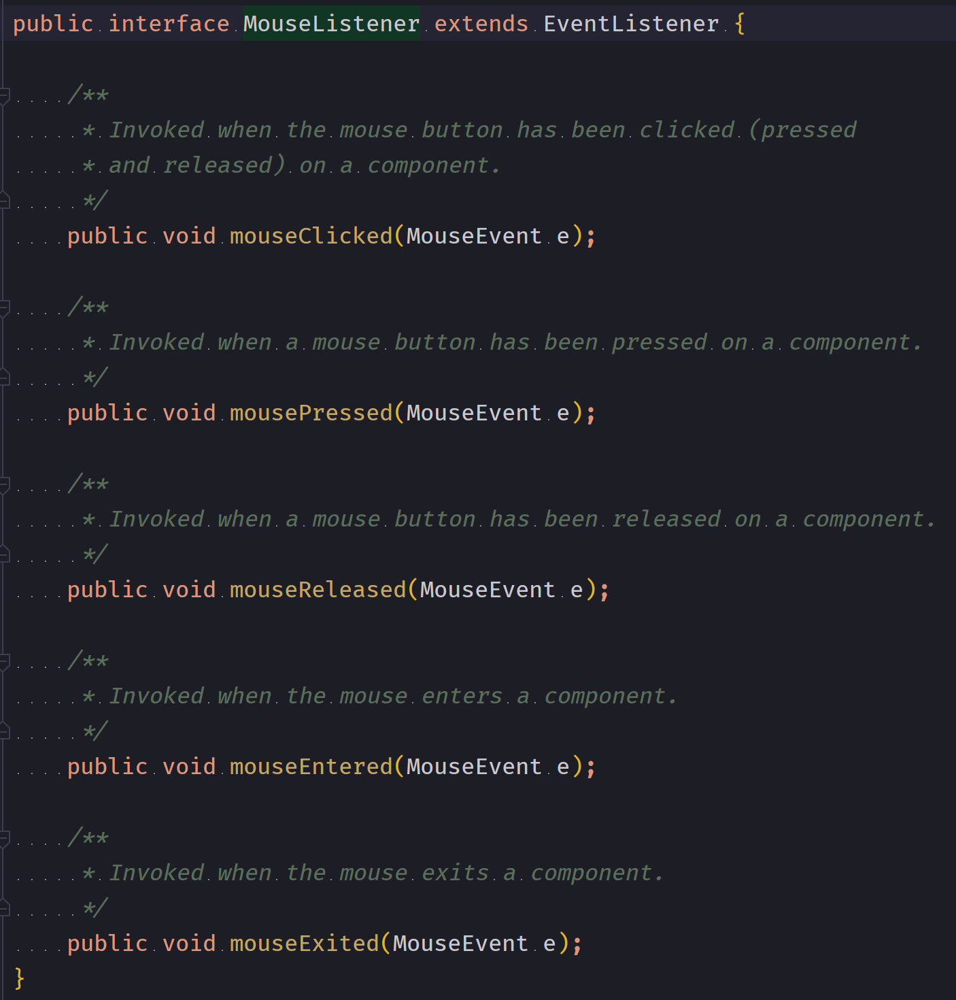 public interface MouseListener extends EventListener {
/**
* Invoked when the mouse button has been clicked (pressed
* and released) on a component.
*/
public void mouseClicked(MouseEvent e);
/**
* Invoked when a mouse button has been pressed on a component.
*/
public void mousePressed(MouseEvent e);
/**
* Invoked when a mouse button has been released on a component.
*/
public void mouseReleased(MouseEvent e);
/**
* Invoked when the mouse enters a component.
*/
public void mouseEntered(MouseEvent e);
/**
* Invoked when the mouse exits a component.
*/
public void mouseExited(MouseEvent e);
}